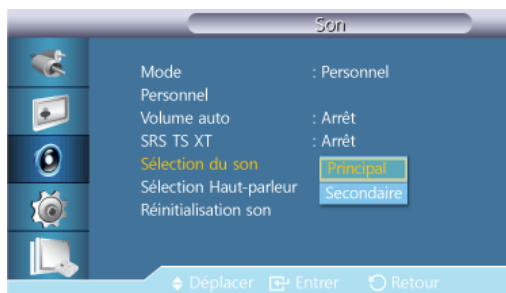 Son
Mode : Personnel
Personnel
Volume auto : Arrêt
SRS TS XT : Arrêt
Sélection du son Principal
Sélection Haut-parleur Secondaire
Réinitialisation son
Déplacer Entrer Retour